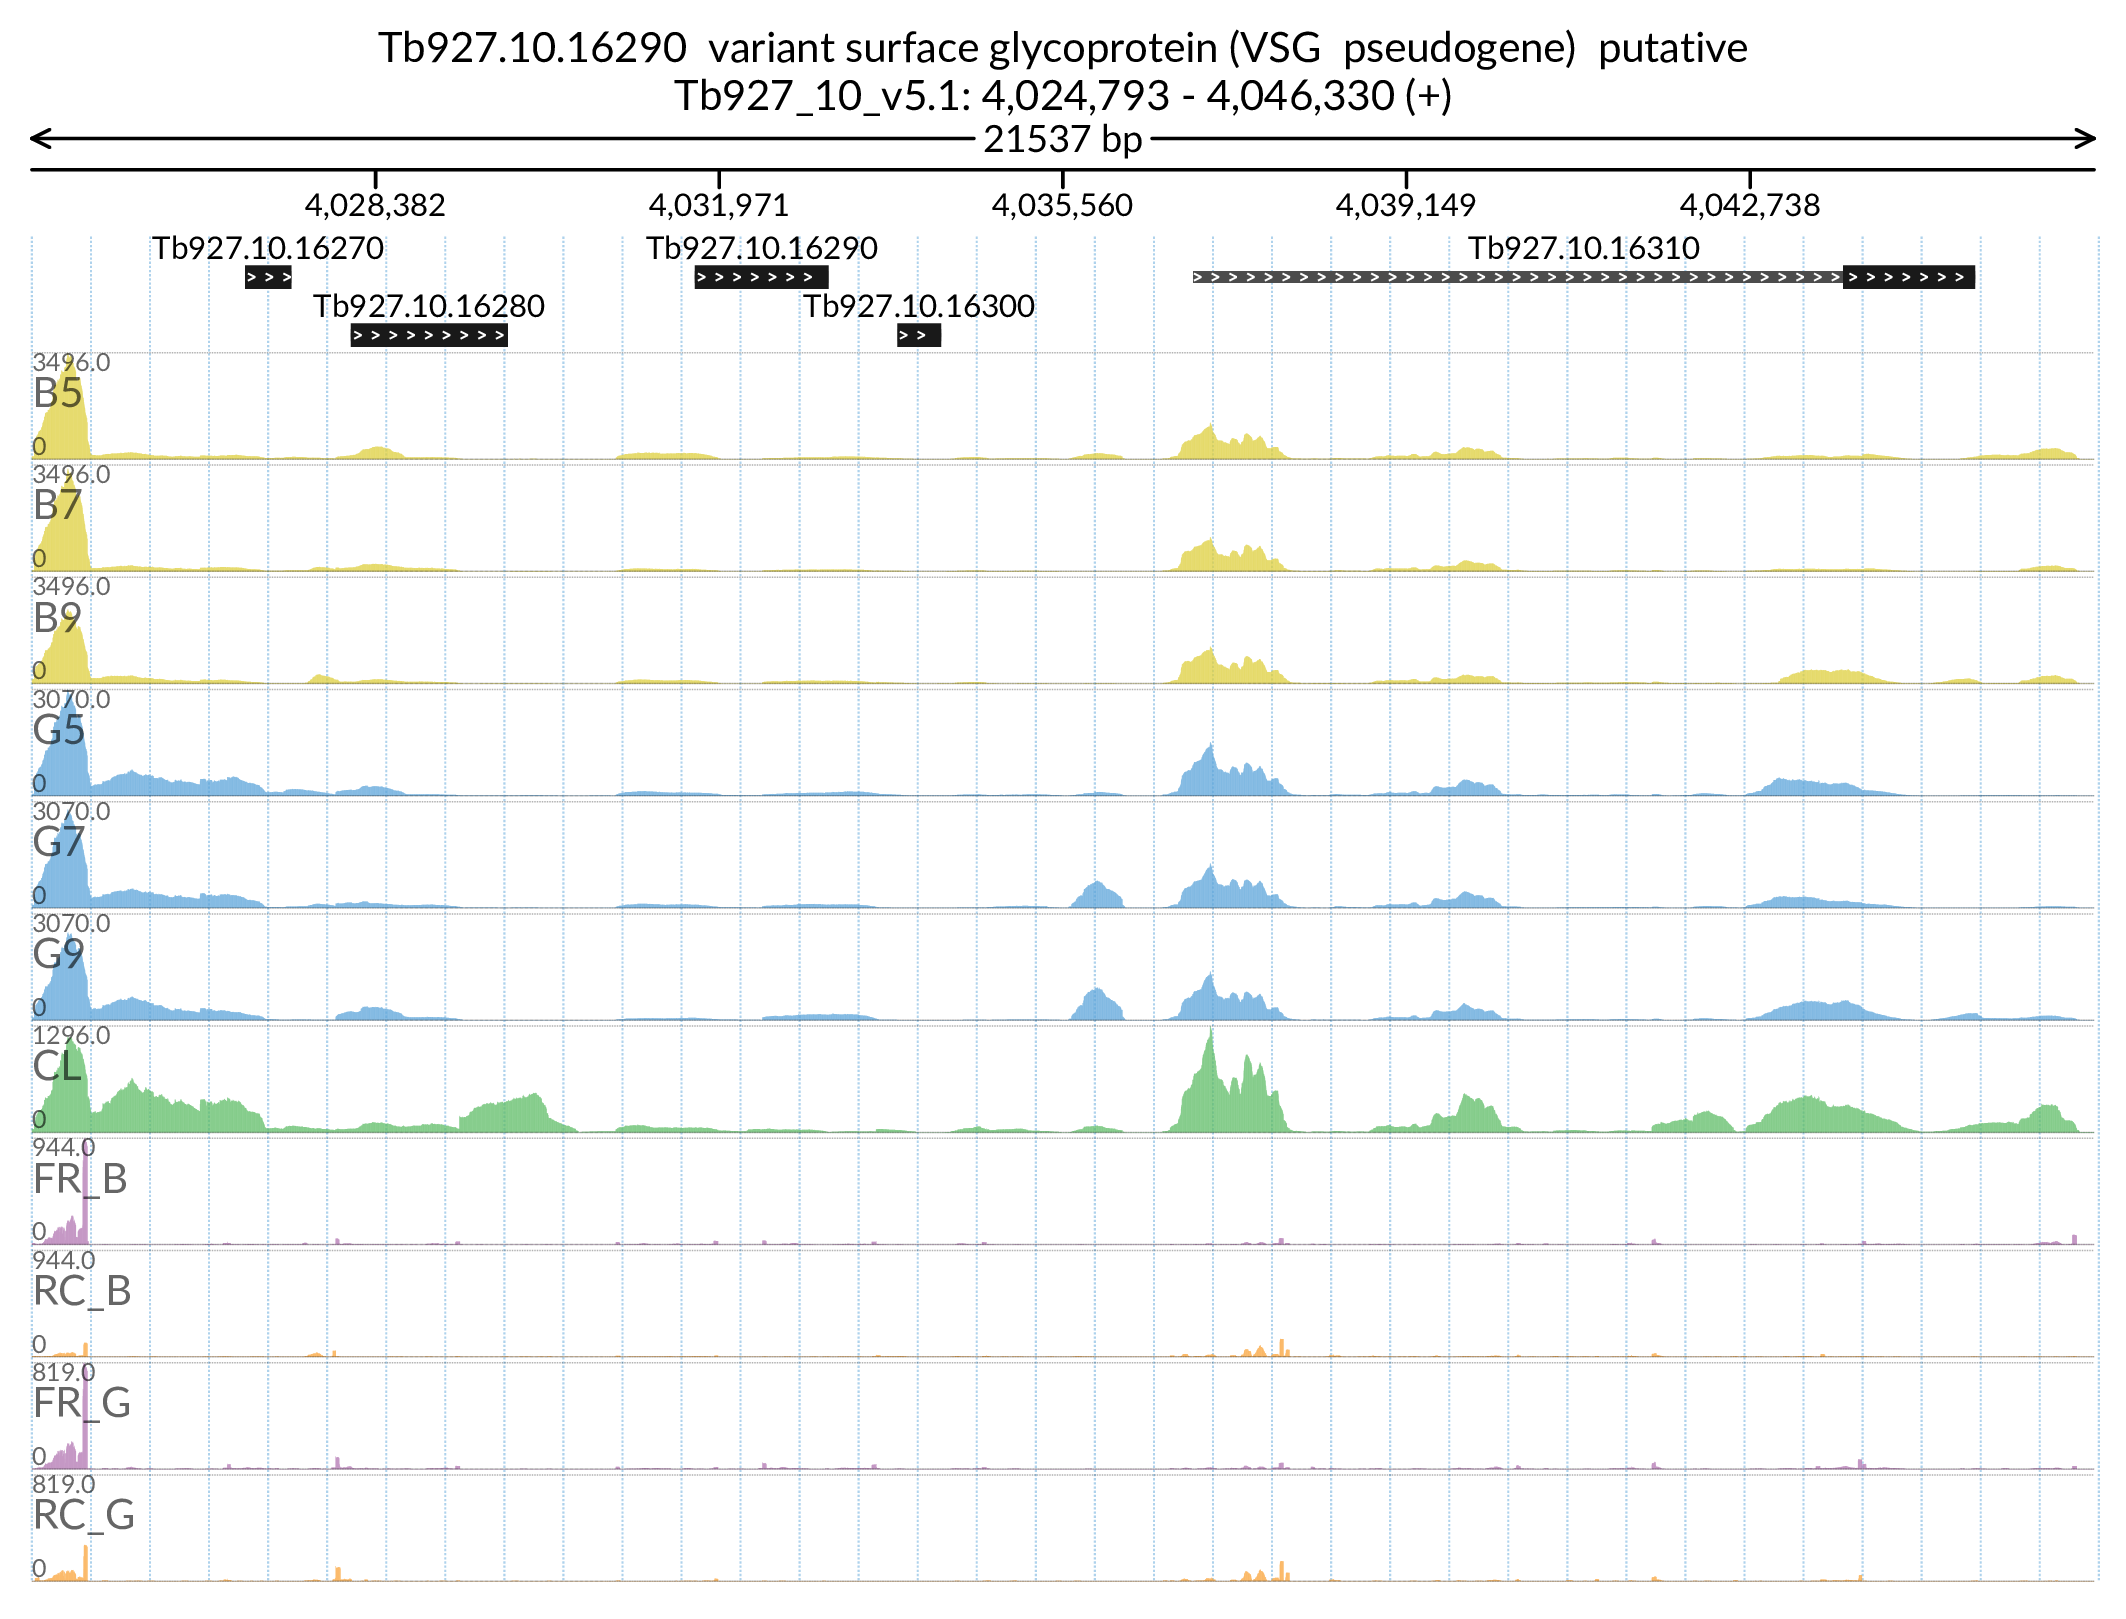 Tb927.10.16290  variant surface glycoprotein (VSG  pseudogene)  putative
Tb927_10_v5.1: 4,024,793 - 4,046,330 (+)
21537 bp
4,028,382 4,031,971 4,035,560 4,039,149 4,042,738
Tb927.10.16270 Tb927.10.16290 Tb927.10.16310
Tb927.10.16280 Tb927.10.16300
3496.0
B5
0
3496.0
B7
0
3496.0
B9
0
3070.0
G5
0
3070.0
G7
0
3070.0
G9
0
1296.0
CL
0
944.0
FR_B
0
944.0
RC_B
0
819.0
FR_G
0
819.0
RC_G
0